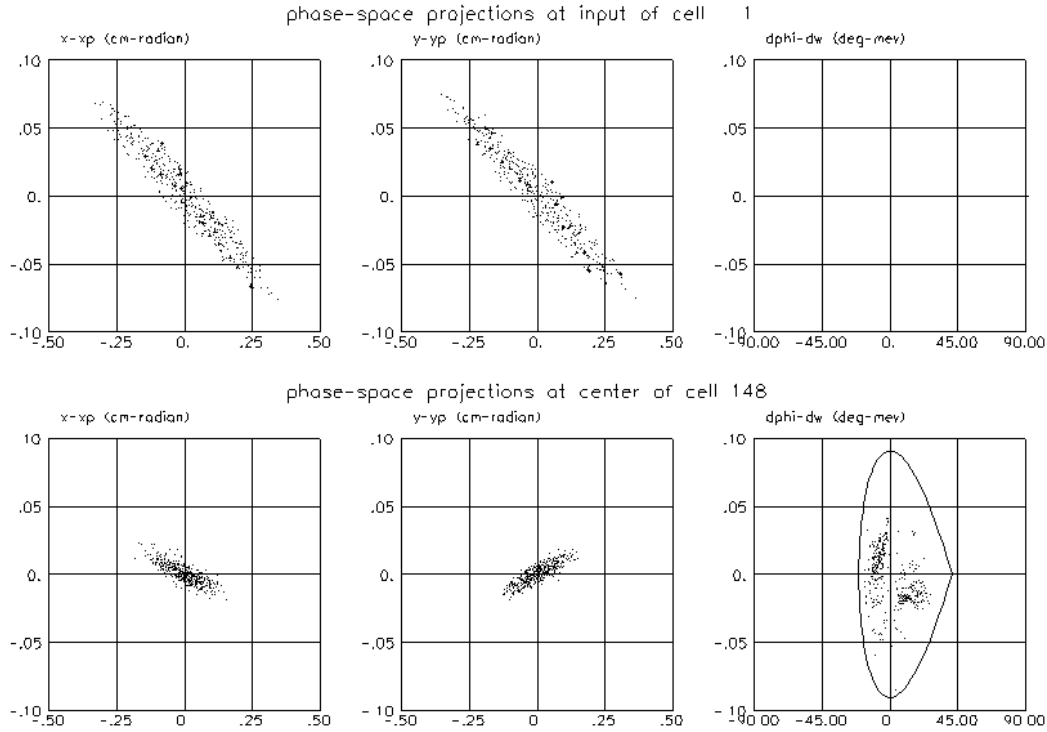 phase-space projections at input of cell 1
x-xp (cm-radian) y-yp (cm-radian) dphi-dw (deg-mev)
.10 .10 .10
.05 .05 .05
0. 0. 0.
-.05 -.05 -.05
-.10 -.10 -.10
-.50 -.25 0. .25 .50 -.50 -.25 0. .25 .50 -90.00 -45.00 0 45.00 90.00
phase-space projections at center of cell 148
x-xp (cm-radian) y-yp (cm-radian) dphi-dw (deg-mev)
.10 .10 .10
.05 .05 .05
0. 0. 0.
-.05 -.05 -.05
-.10 -.10 -.10
-.50 -.25 0. .25 .50 -.50 -.25 0. .25 .50 -90.00 -45.00 0 45.00 90.00